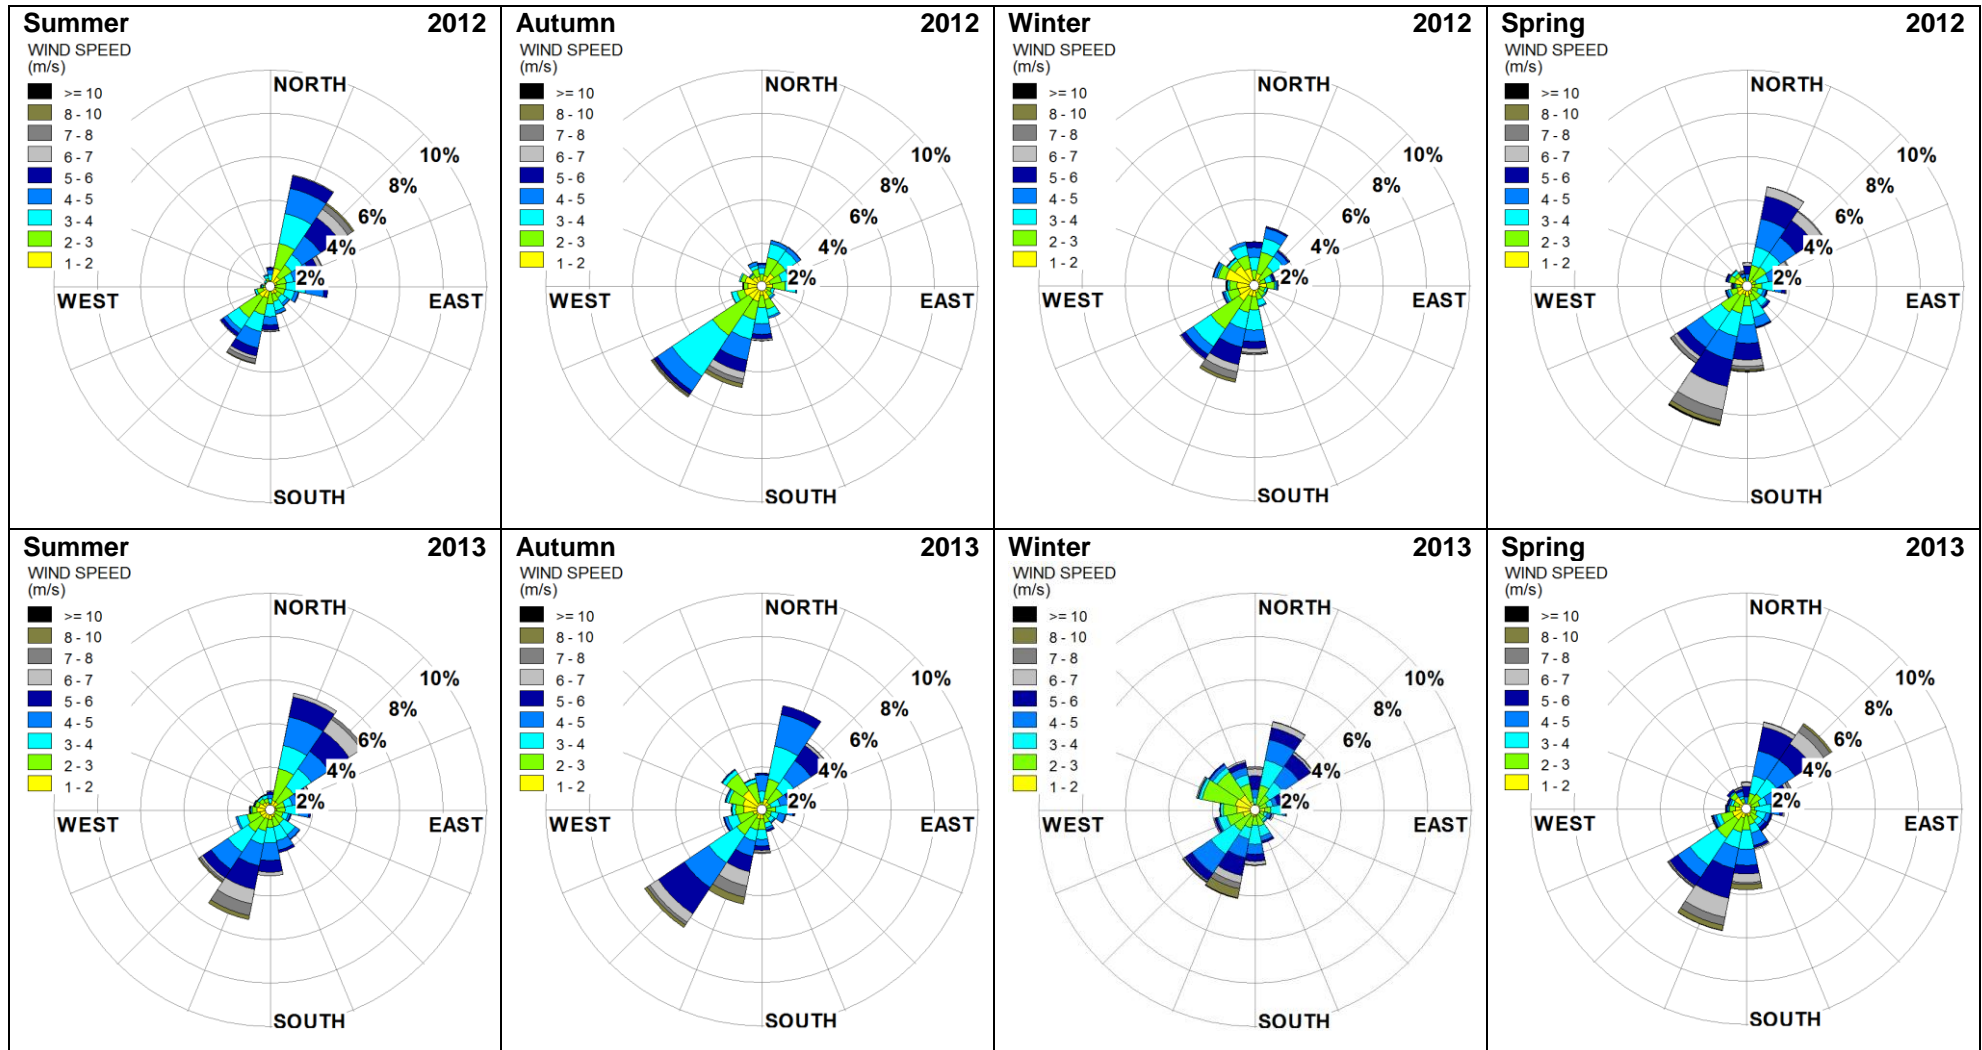 Summer 2012
WIND SPEED
(m/s)
>= 10
8 - 10
7 - 8
6 - 7
5 - 6
4 - 5
3 - 4
2 - 3
1 - 2
NORTH
10%
8%
6%
4%
2%
WEST
EAST
SOUTH
Autumn 2012
WIND SPEED
(m/s)
>= 10
8 - 10
7 - 8
6 - 7
5 - 6
4 - 5
3 - 4
2 - 3
1 - 2
NORTH
10%
8%
6%
4%
2%
WEST
EAST
SOUTH
Winter 2012
WIND SPEED
(m/s)
>= 10
8 - 10
7 - 8
6 - 7
5 - 6
4 - 5
3 - 4
2 - 3
1 - 2
NORTH
10%
8%
6%
4%
2%
WEST
EAST
SOUTH
Spring 2012
WIND SPEED
(m/s)
>= 10
8 - 10
7 - 8
6 - 7
5 - 6
4 - 5
3 - 4
2 - 3
1 - 2
NORTH
10%
8%
6%
4%
2%
WEST
EAST
SOUTH
Summer 2013
WIND SPEED
(m/s)
>= 10
8 - 10
7 - 8
6 - 7
5 - 6
4 - 5
3 - 4
2 - 3
1 - 2
NORTH
10%
8%
6%
4%
2%
WEST
EAST
SOUTH
Autumn 2013
WIND SPEED
(m/s)
>= 10
8 - 10
7 - 8
6 - 7
5 - 6
4 - 5
3 - 4
2 - 3
1 - 2
NORTH
10%
8%
6%
4%
2%
WEST
EAST
SOUTH
Winter 2013
WIND SPEED
(m/s)
>= 10
8 - 10
7 - 8
6 - 7
5 - 6
4 - 5
3 - 4
2 - 3
1 - 2
NORTH
10%
8%
6%
4%
2%
WEST
EAST
SOUTH
Spring 2013
WIND SPEED
(m/s)
>= 10
8 - 10
7 - 8
6 - 7
5 - 6
4 - 5
3 - 4
2 - 3
1 - 2
NORTH
10%
8%
6%
4%
2%
WEST
EAST
SOUTH